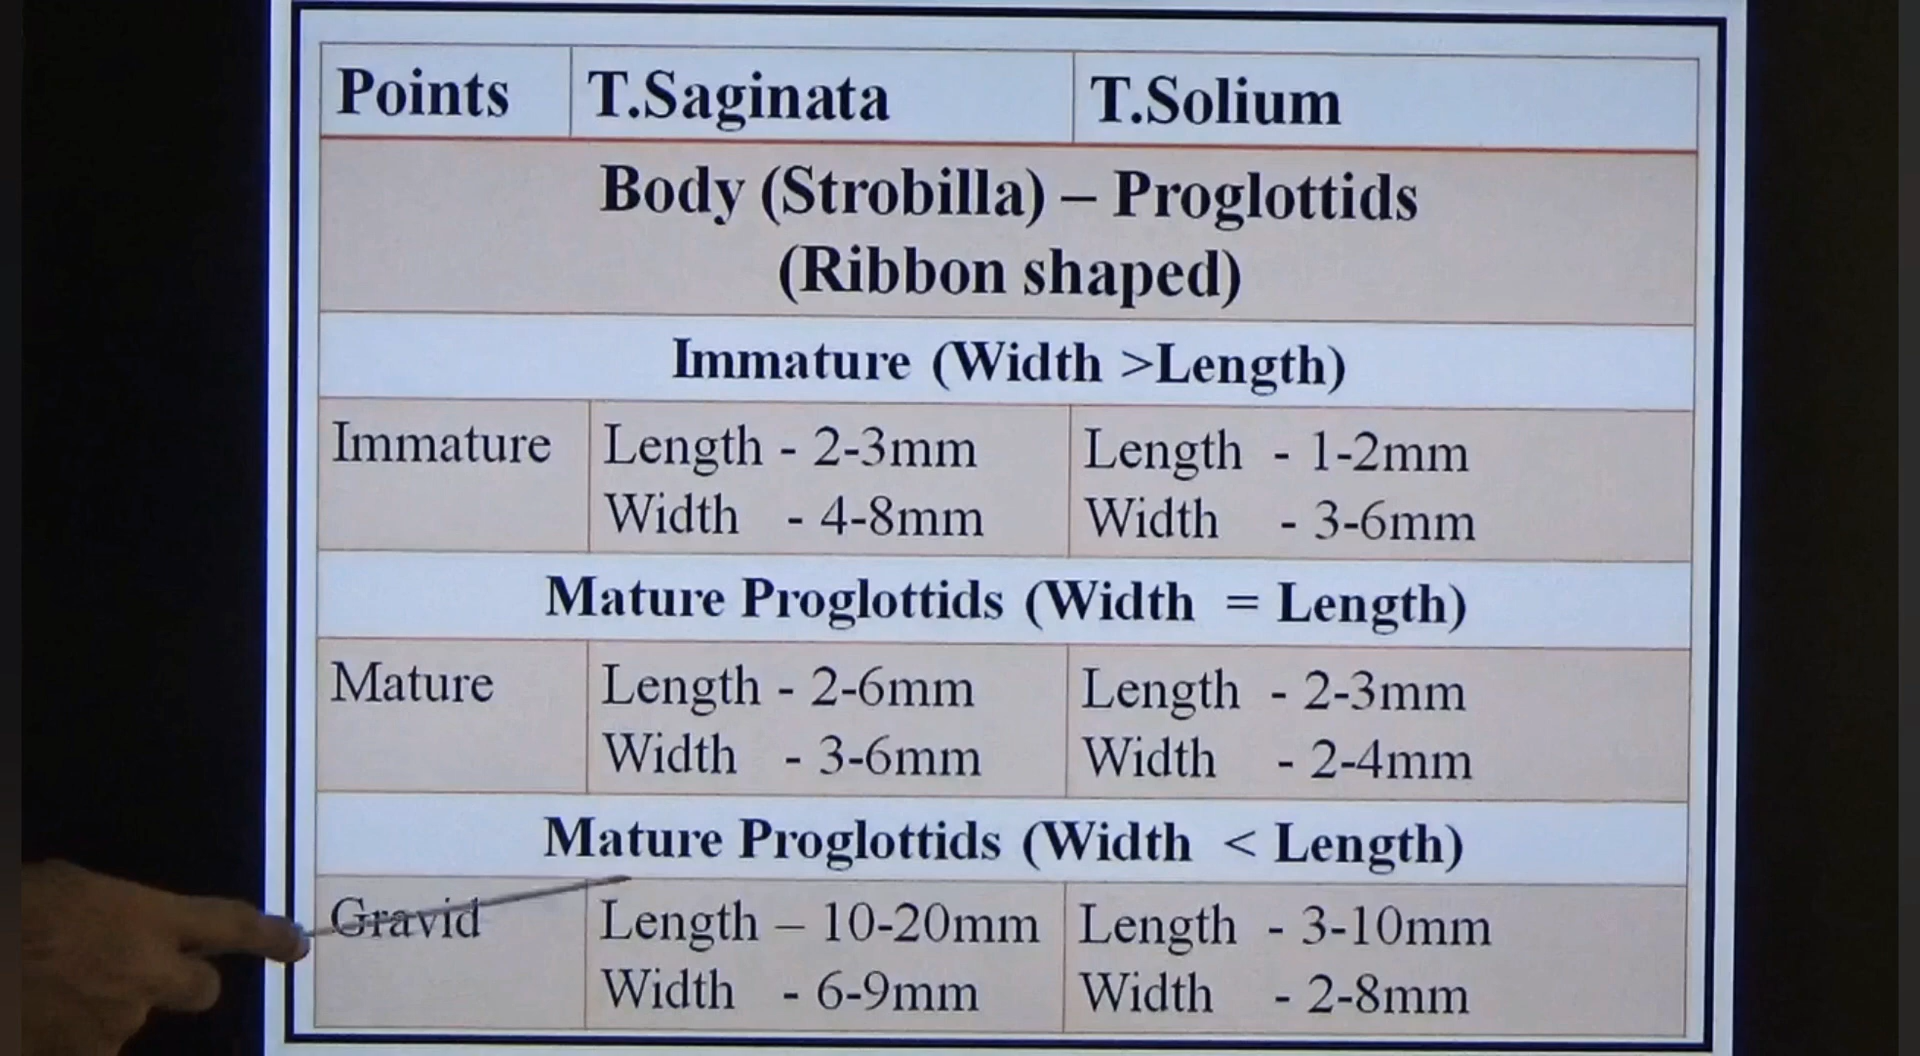 Points T.Saginata T.Solium
Body (Strobilla) – Proglottids
(Ribbon shaped)
Immature (Width >Length)
Immature Length - 2-3mm Length - 1-2mm
Width - 4-8mm Width - 3-6mm
Mature Proglottids (Width = Length)
Mature Length - 2-6mm Length - 2-3mm
Width - 3-6mm Width - 2-4mm
Mature Proglottids (Width < Length)
Gravid Length – 10-20mm Length - 3-10mm
Width - 6-9mm Width - 2-8mm